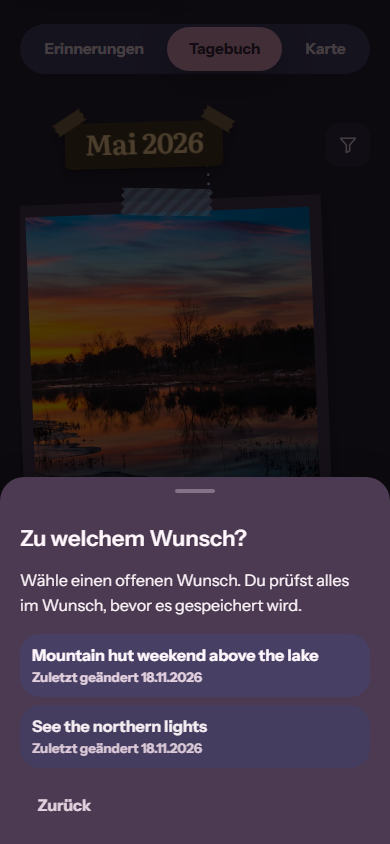 Erinnerungen
Tagebuch
Karte
Mai 2026
Zu welchem Wunsch?
Wähle einen offenen Wunsch. Du prüfst alles
im Wunsch, bevor es gespeichert wird.
Mountain hut weekend above the lake
Zuletzt geändert 18.11.2026
See the northern lights
Zuletzt geändert 18.11.2026
Zurück